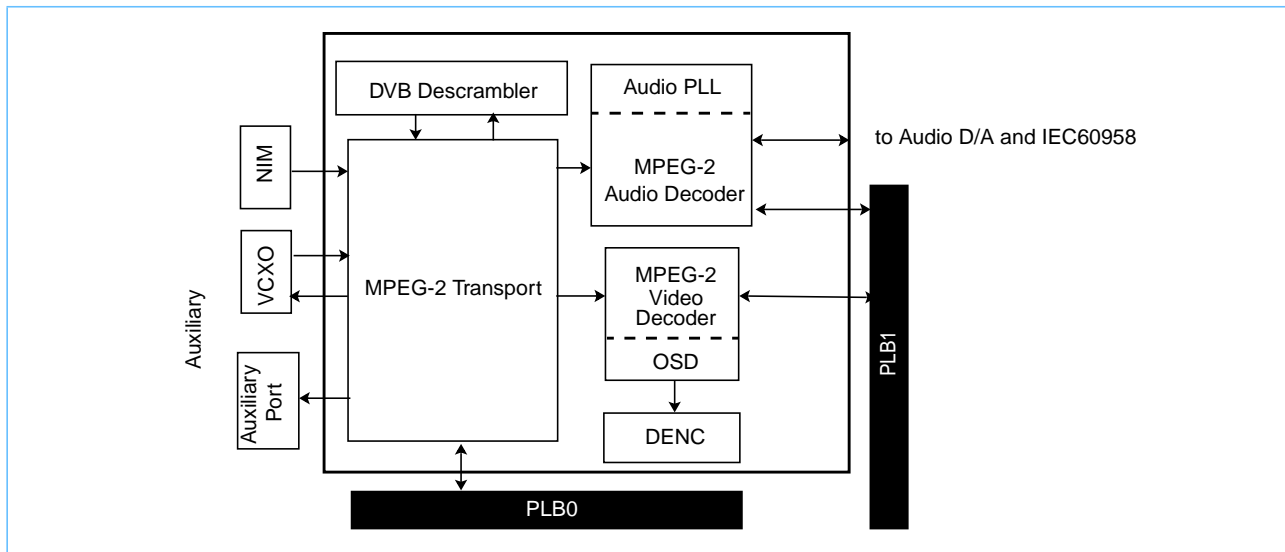 DVB Descrambler
Audio PLL
MPEG-2
Audio Decoder
to Audio D/A and IEC60958
NIM
VCXO
MPEG-2 Transport
MPEG-2
Video
Decoder
OSD
DENC
Auxiliary
Auxiliary
Port
PLB1
PLB0